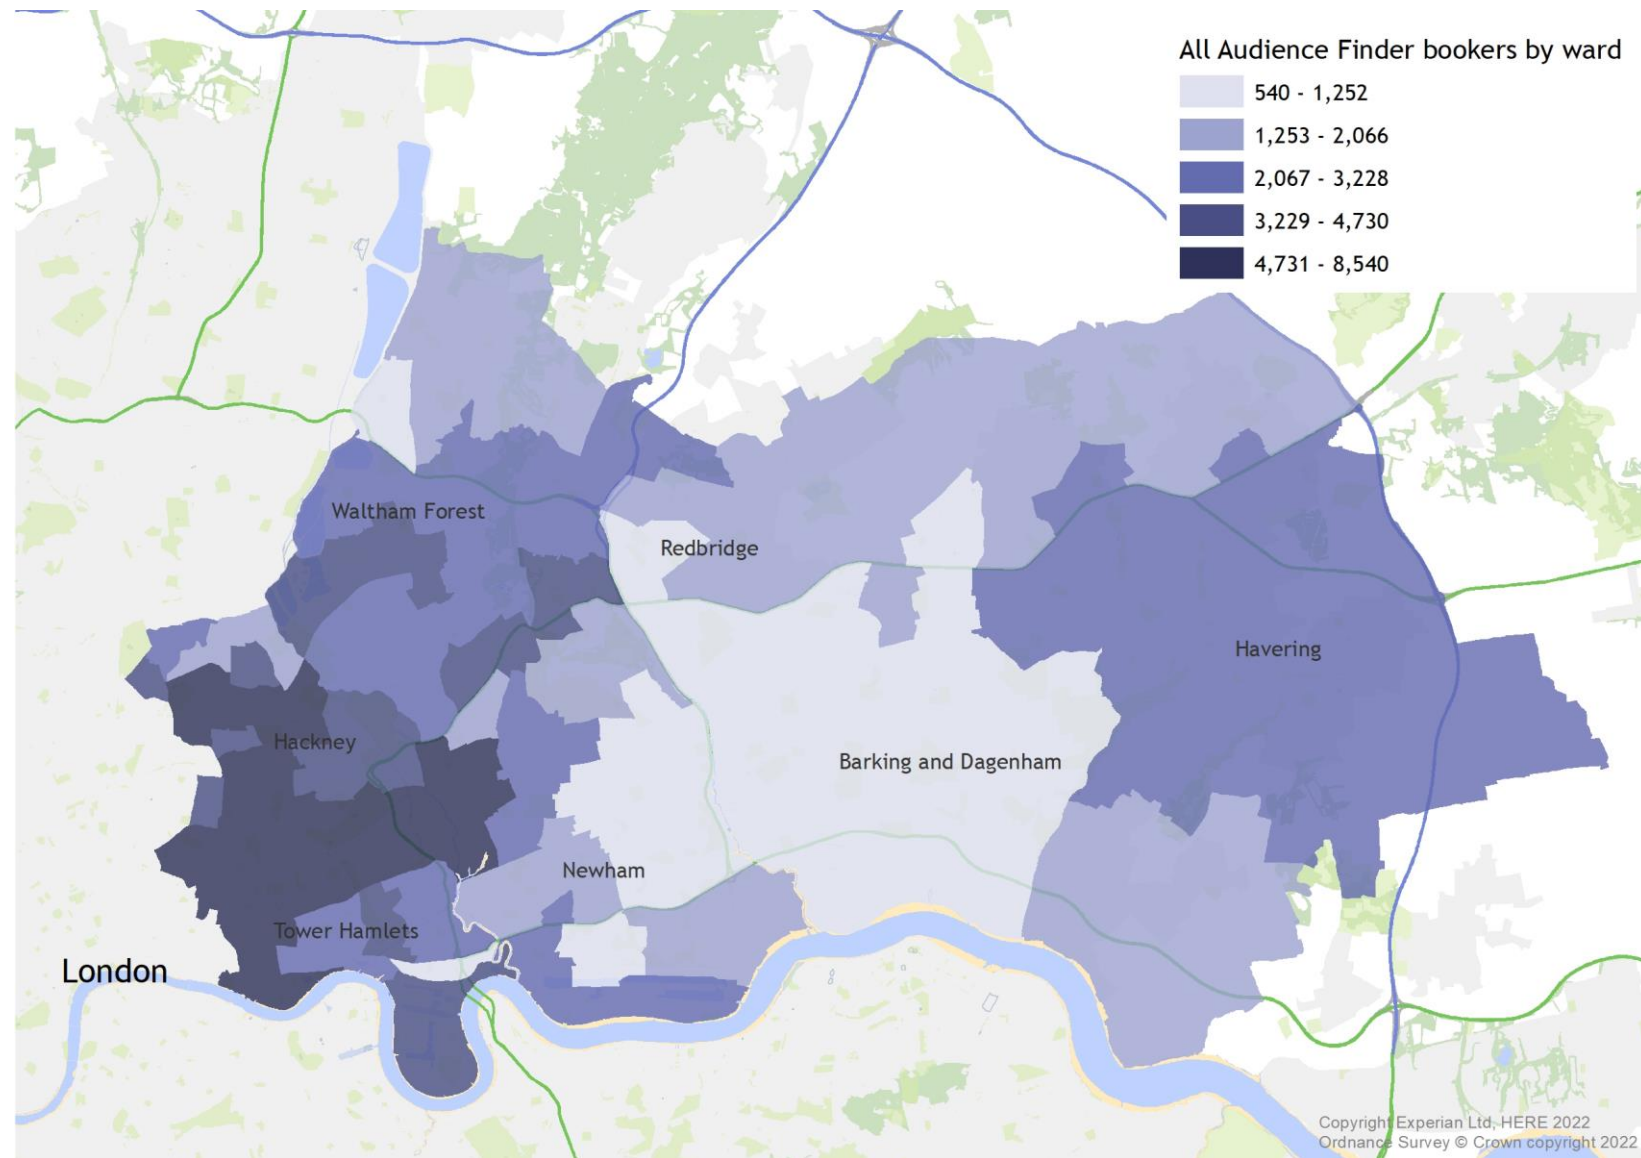 All Audience Finder bookers by ward
540 - 1,252
1,253 - 2,066
2,067 - 3,228
3,229 - 4,730
4,731 - 8,540
Waltham Forest
Redbridge
Havering
Hackney
Barking and Dagenham
Newham
Tower Hamlets
London
Copyright Experian Ltd, HERE 2022
Ordnance Survey © Crown copyright 2022